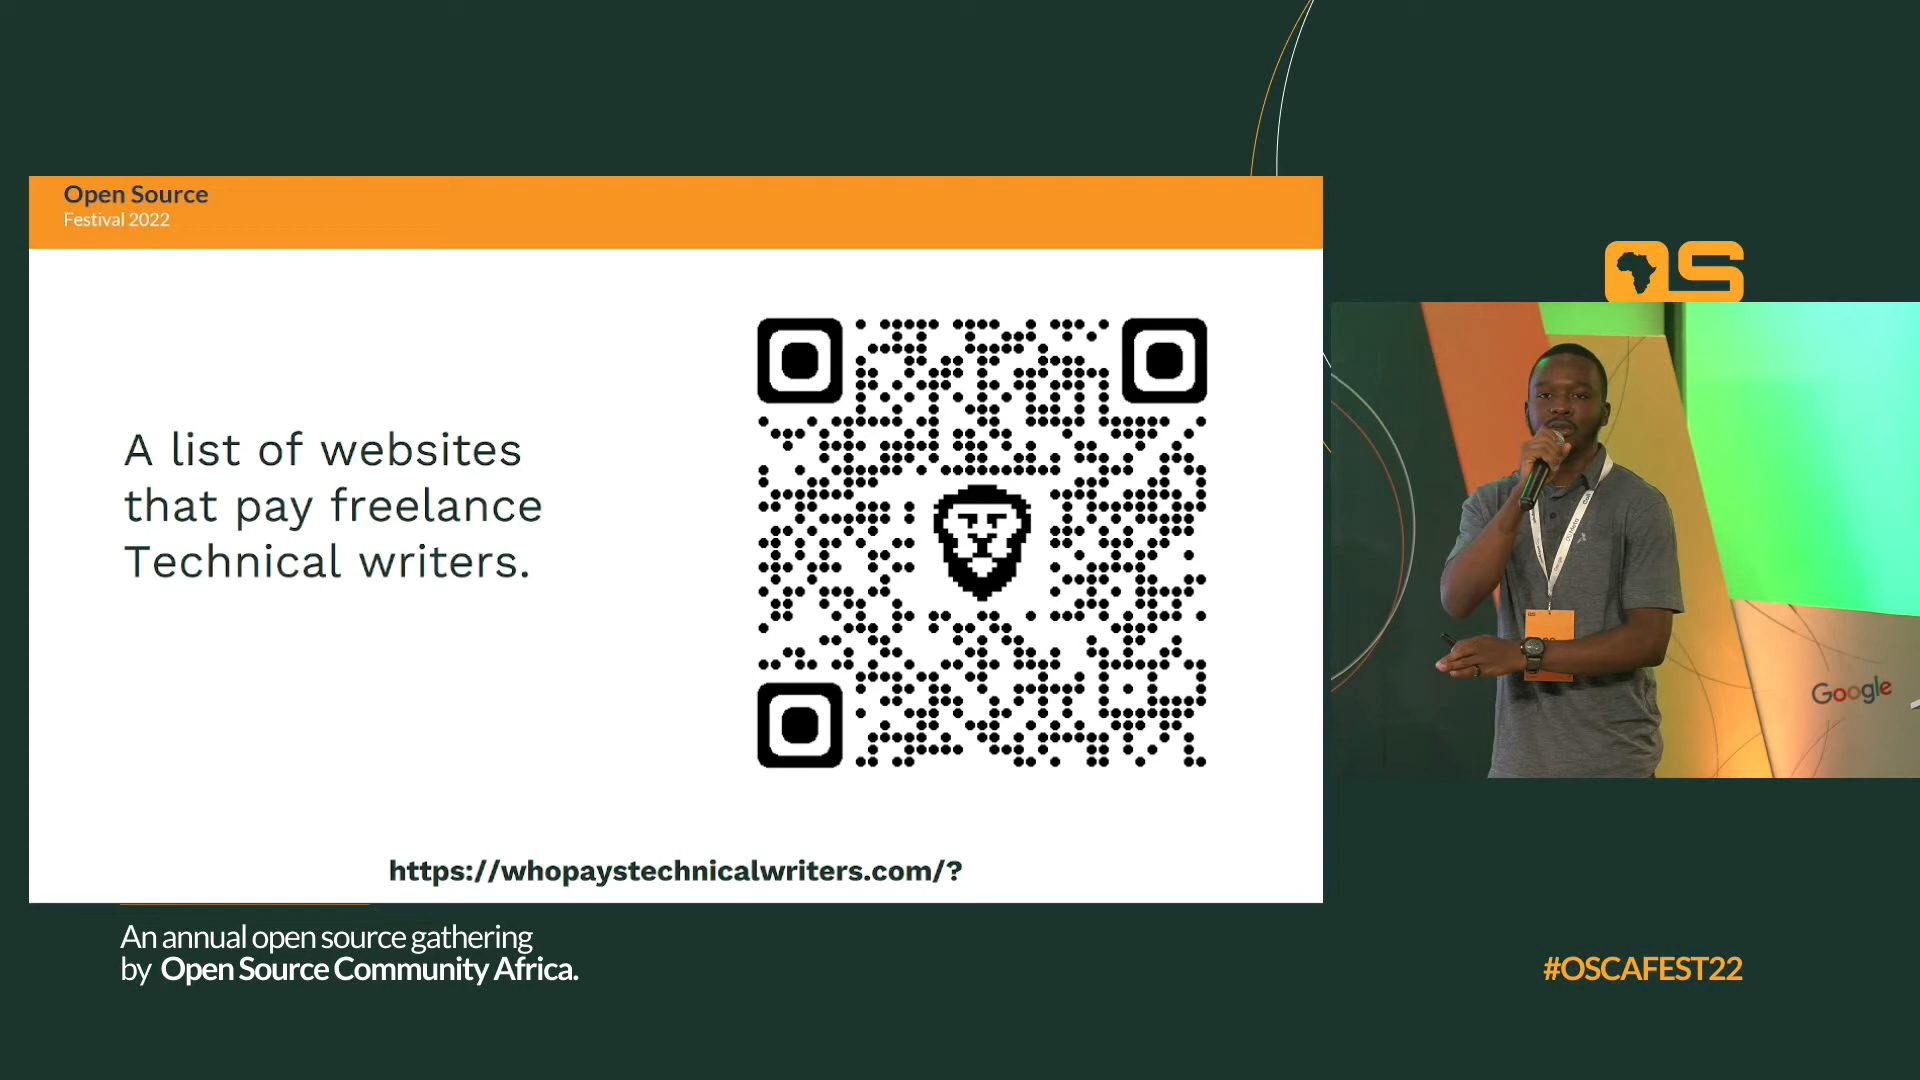 Open Source
Festival 2022
A list of websites
that pay freelance
Technical writers.
https://whopaystechnicalwriters.com/?
Google
An annual open source gathering
by Open Source Community Africa.
#OSCAFEST22